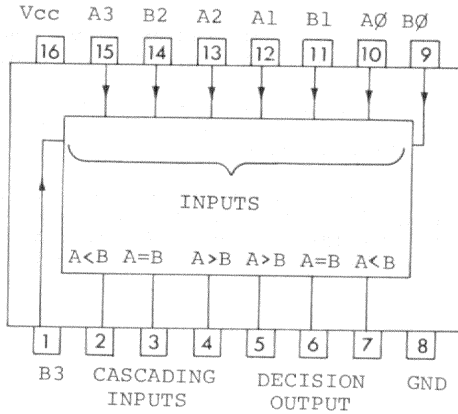 Vcc A3 B2 A2 A1 B1 AØ BØ
16 15 14 13 12 11 10 9
INPUTS
A<B A=B A>B A>B A=B A<B
1 2 3 4 5 6 7 8
B3 CASCADING INPUTS DECISION OUTPUT GND